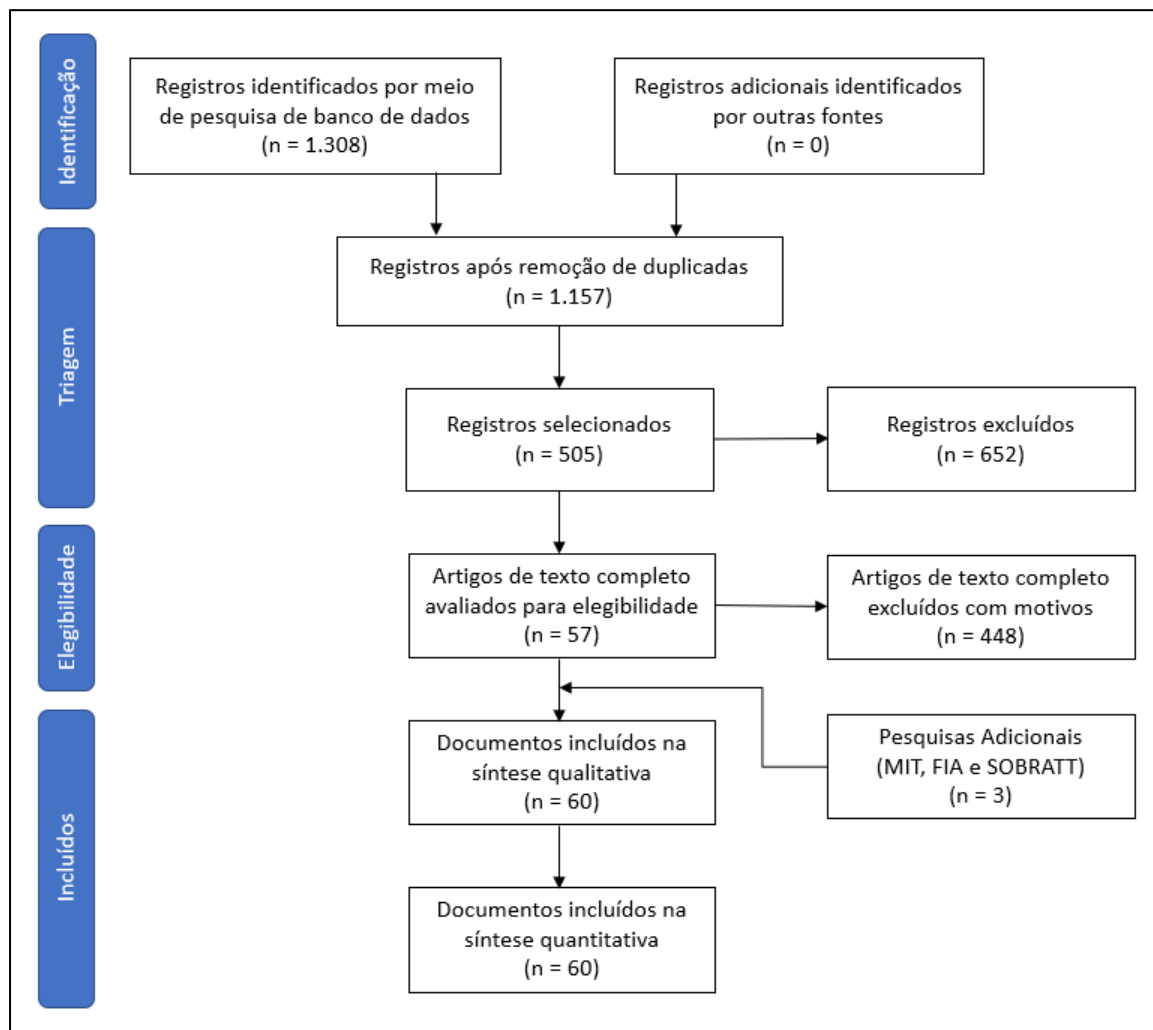 Identificação
Registros identificados por meio
de pesquisa de banco de dados
(n = 1.308)
Registros adicionais identificados
por outras fontes
(n = 0)
Triagem
Registros após remoção de duplicadas
(n = 1.157)
Registros selecionados
(n = 505)
Registros excluídos
(n = 652)
Elegibilidade
Artigos de texto completo
avaliados para elegibilidade
(n = 57)
Artigos de texto completo
excluídos com motivos
(n = 448)
Incluídos
Documentos incluídos na
síntese qualitativa
(n = 60)
Pesquisas Adicionais
(MIT, FIA e SOBRATT)
(n = 3)
Documentos incluídos na
síntese quantitativa
(n = 60)